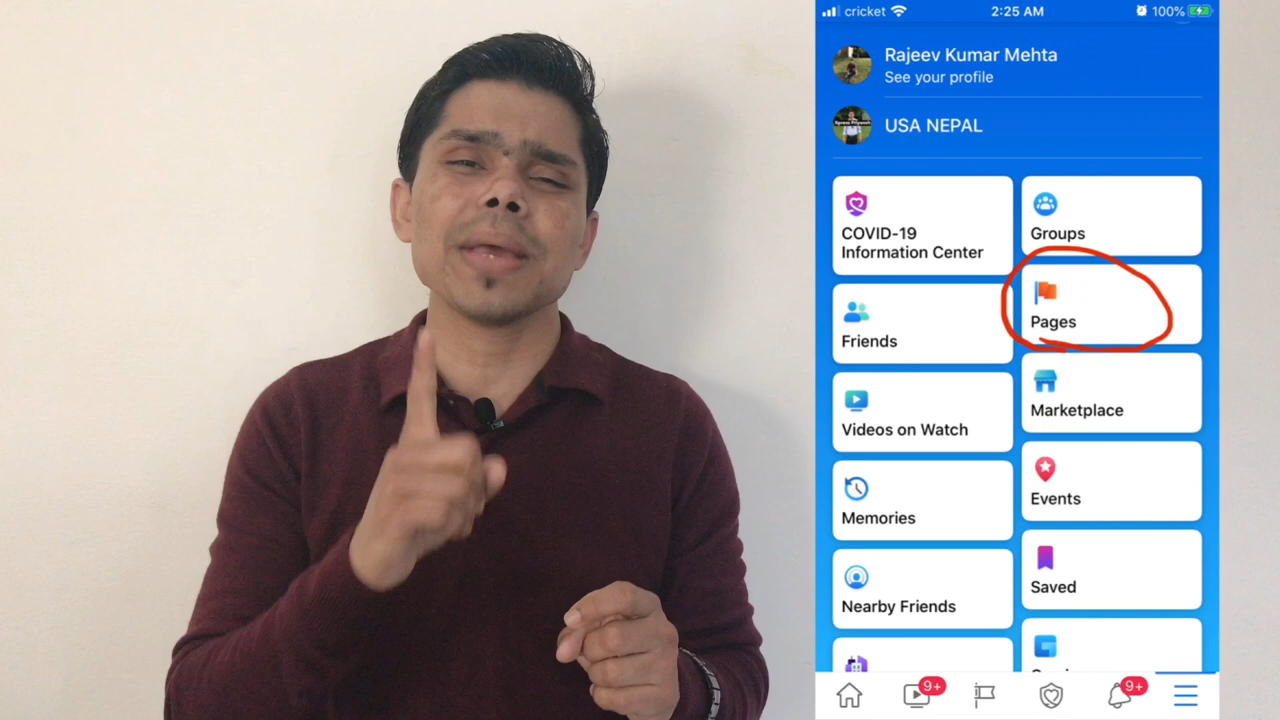 cricket 2:25 AM 100%
Rajeev Kumar Mehta
See your profile
USA NEPAL
COVID-19
Information Center
Groups
Friends
Pages
Videos on Watch
Marketplace
Memories
Events
Nearby Friends
Saved
9+ 9+